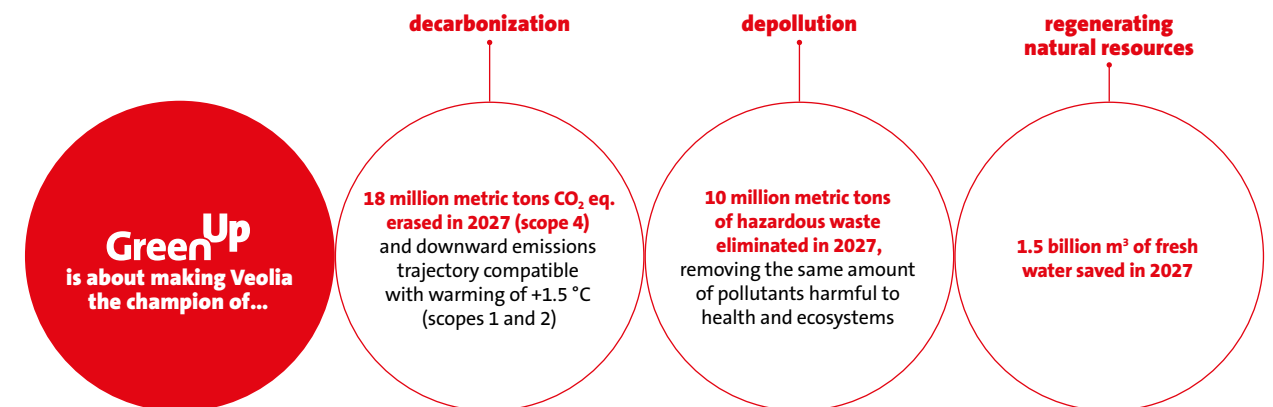 decarbonization
depollution
regenerating
natural resources
GreenUp
is about making Veolia
the champion of...
18 million metric tons CO₂ eq.
erased in 2027 (scope 4)
and downward emissions
trajectory compatible
with warming of +1.5 °C
(scopes 1 and 2)
10 million metric tons
of hazardous waste
eliminated in 2027,
removing the same amount
of pollutants harmful to
health and ecosystems
1.5 billion m³ of fresh
water saved in 2027